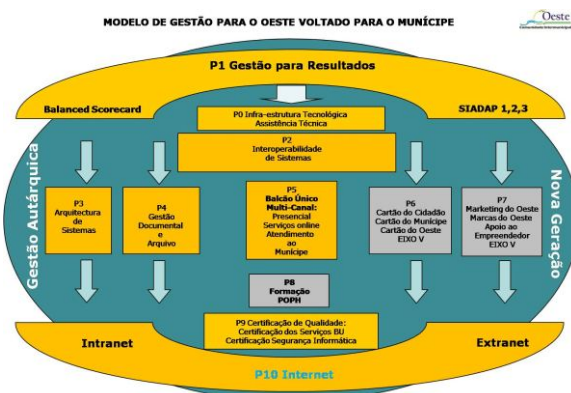 MODELO DE GESTÃO PARA O OESTE VOLTADO PARA O MUNÍCIPE
Oeste
P1 Gestão para Resultados
Balanced Scorecard
SIADAP 1,2,3
P0 Infra-estrutura Tecnológica
Assistência Técnica
P2
Interoperabilidade
de Sistemas
Gestão Autárquica
P3
Arquitectura
de
Sistemas
P4
Gestão
Documental
e
Arquivo
P5
Balcão Único
Multi-Canal:
Presencial
Serviços online
Atendimento
ao
Munícipe
P6
Cartão do Cidadão
Cartão do Munícipe
Cartão do Oeste
EIXO V
P7
Marketing do Oeste
Marcas do Oeste
Apoio ao
Empreendedor
EIXO V
Nova Geração
P8
Formação
POPH
P9 Certificação de Qualidade:
Certificação dos Serviços BU
Certificação Segurança Informática
Intranet
Extranet
P10 Internet